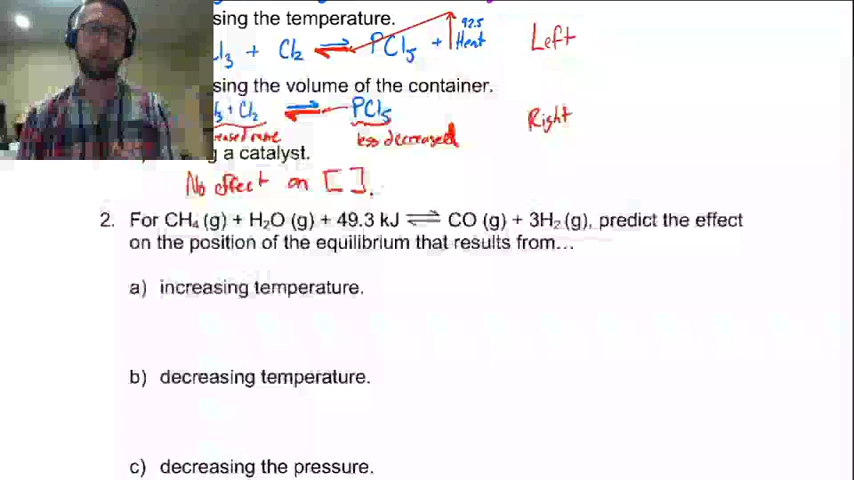 sing the temperature.
l3 + Cl2 ⇌ PCl5 + Heat 92.5 Left
sing the volume of the container.
+ Cl2 ⇌ PCl5 Right
less decreased
a catalyst.
No effect on [ ].
2. For CH4 (g) + H2O (g) + 49.3 kJ ⇌ CO (g) + 3H2 (g), predict the effect
on the position of the equilibrium that results from…
a) increasing temperature.
b) decreasing temperature.
c) decreasing the pressure.